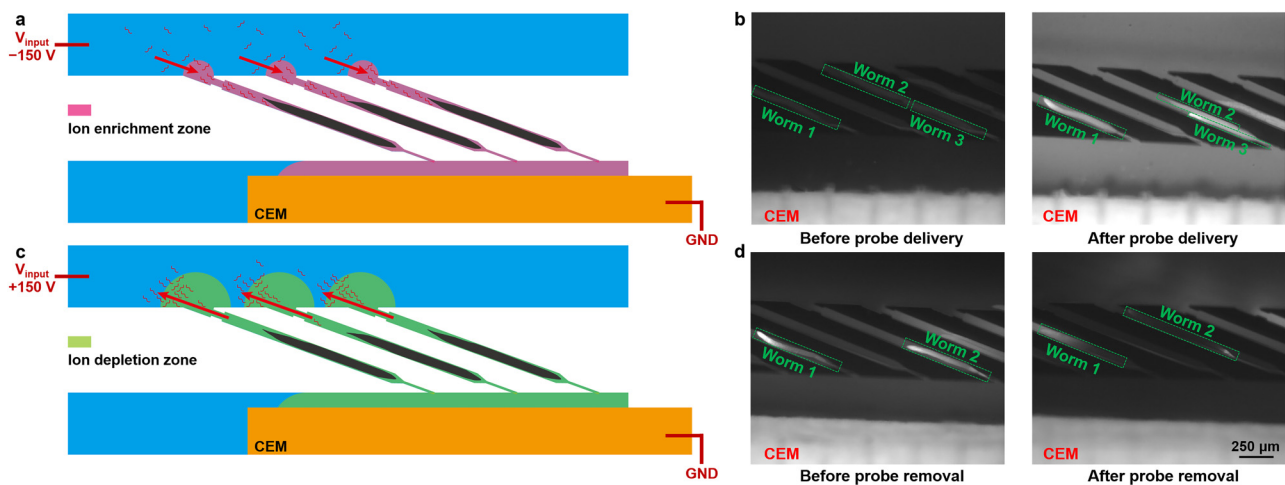 a
V_input
−150 V
Ion enrichment zone
CEM
GND
b
Worm 2
Worm 1
Worm 3
CEM
Before probe delivery
Worm 2
Worm 1
Worm 3
CEM
After probe delivery
c
V_input
+150 V
Ion depletion zone
CEM
GND
d
Worm 1
Worm 2
CEM
Before probe removal
Worm 2
Worm 1
CEM
250 µm
After probe removal